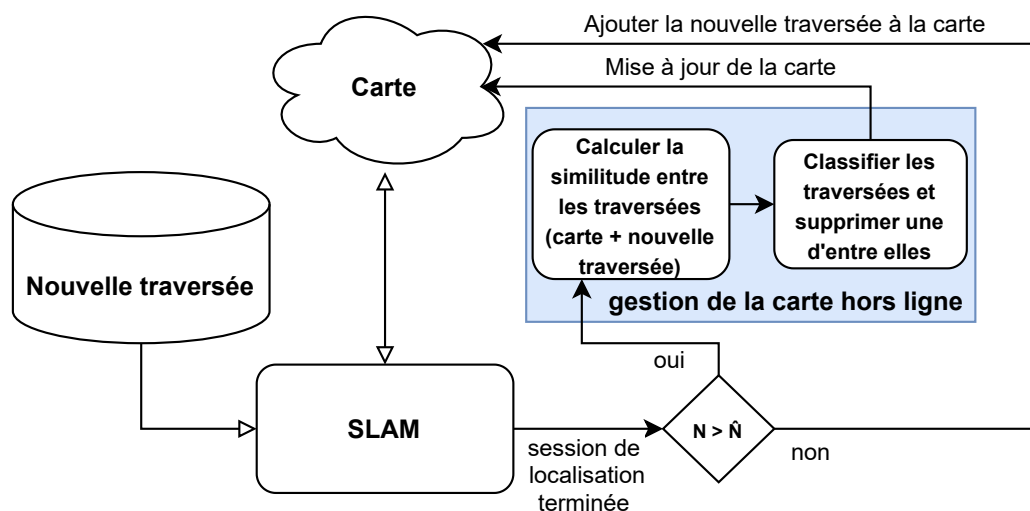 Ajouter la nouvelle traversée à la carte
Mise à jour de la carte
Carte
Calculer la
similitude entre
les traversées
(carte + nouvelle
traversée)
Classifier les
traversées et
supprimer une
d'entre elles
gestion de la carte hors ligne
Nouvelle traversée
oui
SLAM
N > N̂
session de
localisation
terminée
non